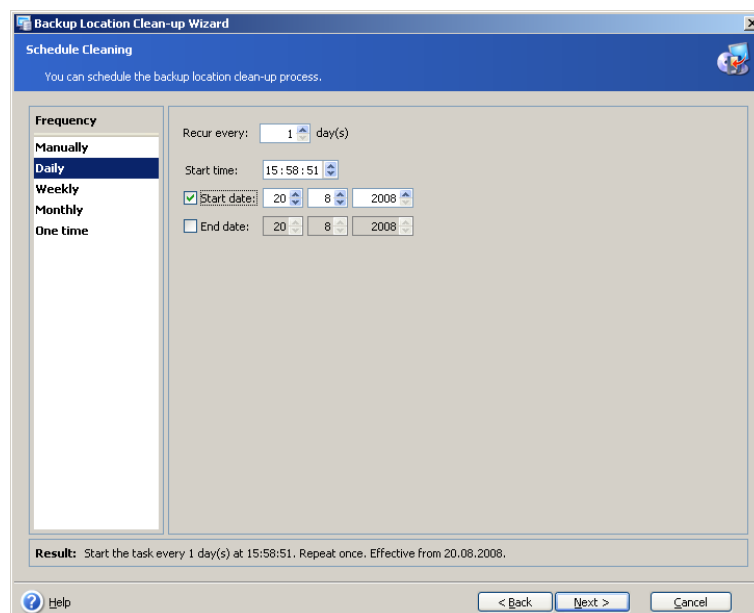 Backup Location Clean-up Wizard
Schedule Cleaning
You can schedule the backup location clean-up process.
Frequency
Manually
Daily
Weekly
Monthly
One time
Recur every: 1 day(s)
Start time: 15:58:51
Start date: 20 8 2008
End date: 20 8 2008
Result: Start the task every 1 day(s) at 15:58:51. Repeat once. Effective from 20.08.2008.
Help
< Back Next > Cancel